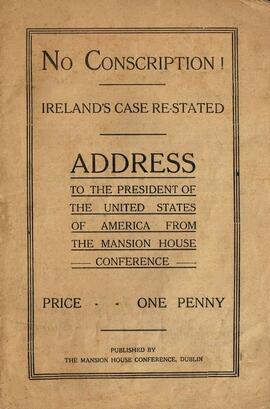 NO CONSCRIPTION!
IRELAND'S CASE RE-STATED
ADDRESS
TO THE PRESIDENT OF
THE UNITED STATES
OF AMERICA FROM
THE MANSION HOUSE
CONFERENCE
PRICE - - ONE PENNY
PUBLISHED BY
THE MANSION HOUSE CONFERENCE, DUBLIN